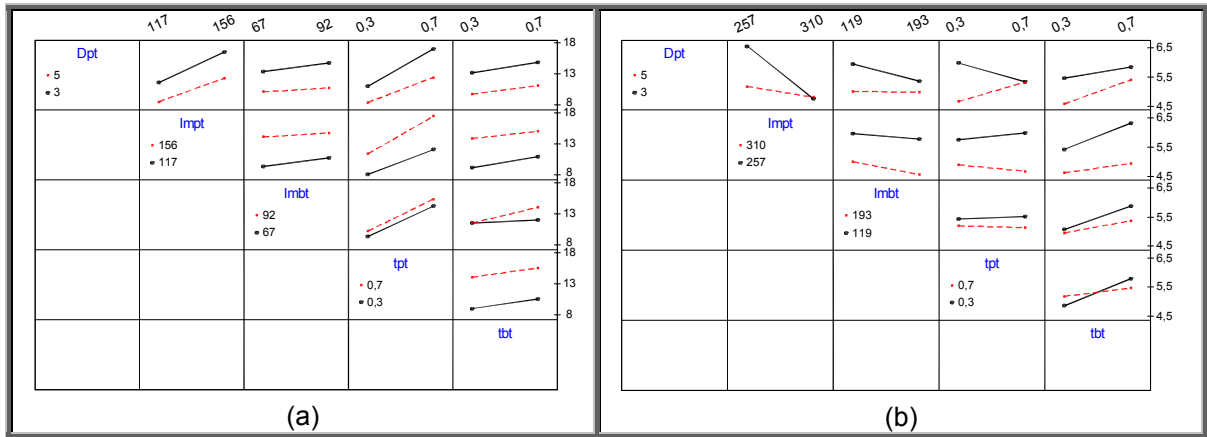 117 156 67 92 0,3 0,7 0,3 0,7
Dpt
5
3
18
13
8
Impt
156
117
18
13
8
Imbt
92
67
18
13
8
tpt
0,7
0,3
18
13
8
tbt
(a)
257 310 119 193 0,3 0,7 0,3 0,7
Dpt
5
3
6,5
5,5
4,5
Impt
310
257
6,5
5,5
4,5
Imbt
193
119
6,5
5,5
4,5
tpt
0,7
0,3
6,5
5,5
4,5
tbt
(b)